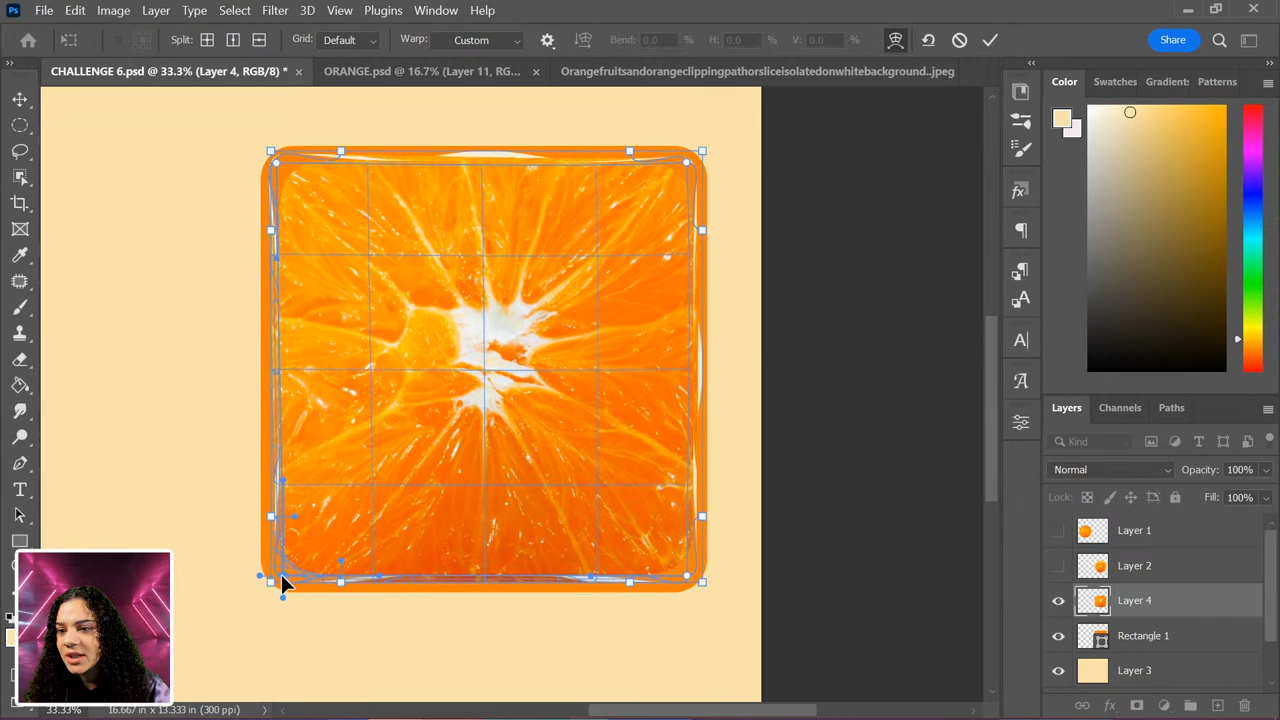 Ps File Edit Image Layer Type Select Filter 3D View Plugins Window Help
Split: Grid: Default Warp: Custom Bend: 0.0 % H: 0.0 % V: 0.0 % Share
CHALLENGE 6.psd @ 33.3% (Layer 4, RGB/8) * × ORANGE.psd @ 16.7% (Layer 11, RG... × Orangefruitsandorangeclippingpathorsliceisolatedonwhitebackground..jpeg
Color Swatches Gradient: Patterns
Layers Channels Paths
Kind
Normal Opacity: 100%
Lock: Fill: 100%
Layer 1
Layer 2
Layer 4
Rectangle 1
Layer 3
33.33% 16.667 in x 13.333 in (300 ppi)